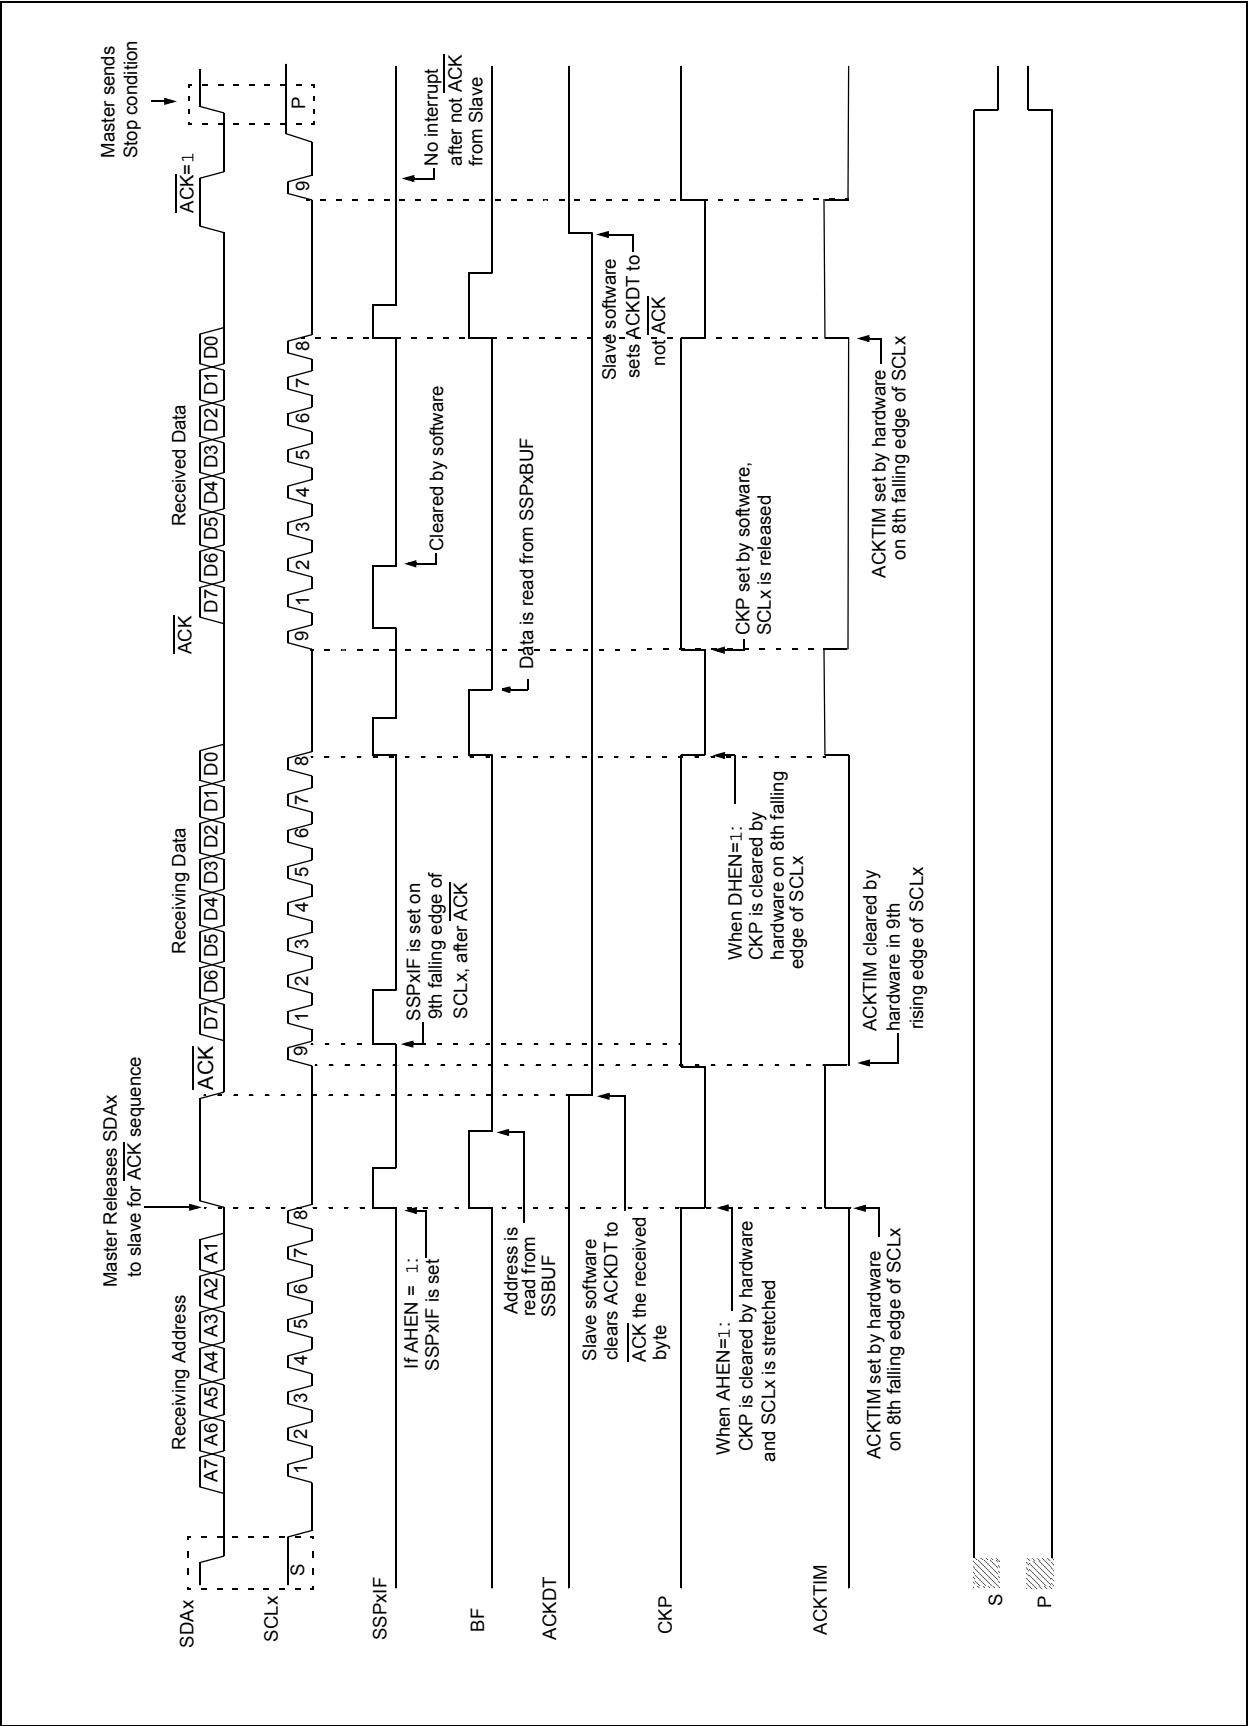 Master Releases SDAx
to slave for ACK sequence
Master sends
Stop condition
Receiving Address
Receiving Data
Received Data
ACK
ACK
ACK=1
SDAx
A7 A6 A5 A4 A3 A2 A1
D7 D6 D5 D4 D3 D2 D1 D0
D7 D6 D5 D4 D3 D2 D1 D0
SCLx
S 1 2 3 4 5 6 7 8 9 1 2 3 4 5 6 7 8 9 1 2 3 4 5 6 7 8 9 P
SSPxIF
If AHEN = 1:
SSPxIF is set
SSPxIF is set on
9th falling edge of
SCLx, after ACK
Cleared by software
No interrupt
after not ACK
from Slave
BF
Address is
read from
SSBUF
Data is read from SSPxBUF
ACKDT
Slave software
clears ACKDT to
ACK the received
byte
Slave software
sets ACKDT to
not ACK
CKP
When AHEN=1:
CKP is cleared by hardware
and SCLx is stretched
When DHEN=1:
CKP is cleared by
hardware on 8th falling
edge of SCLx
CKP set by software,
SCLx is released
ACKTIM
ACKTIM set by hardware
on 8th falling edge of SCLx
ACKTIM cleared by
hardware in 9th
rising edge of SCLx
ACKTIM set by hardware
on 8th falling edge of SCLx
S
P